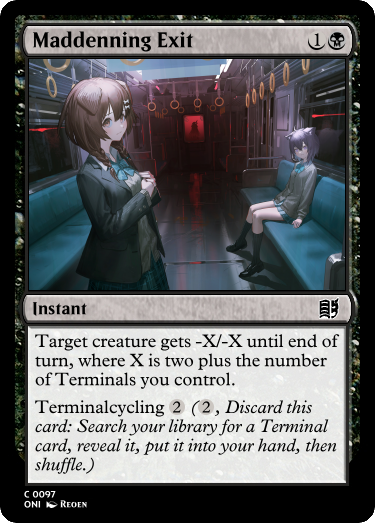 Maddenning Exit 1
Instant
Target creature gets -X/-X until end of
turn, where X is two plus the number
of Terminals you control.
Terminalcycling 2 (2, Discard this
card: Search your library for a Terminal
card, reveal it, put it into your hand, then
shuffle.)
C 0097
ONI Reoen